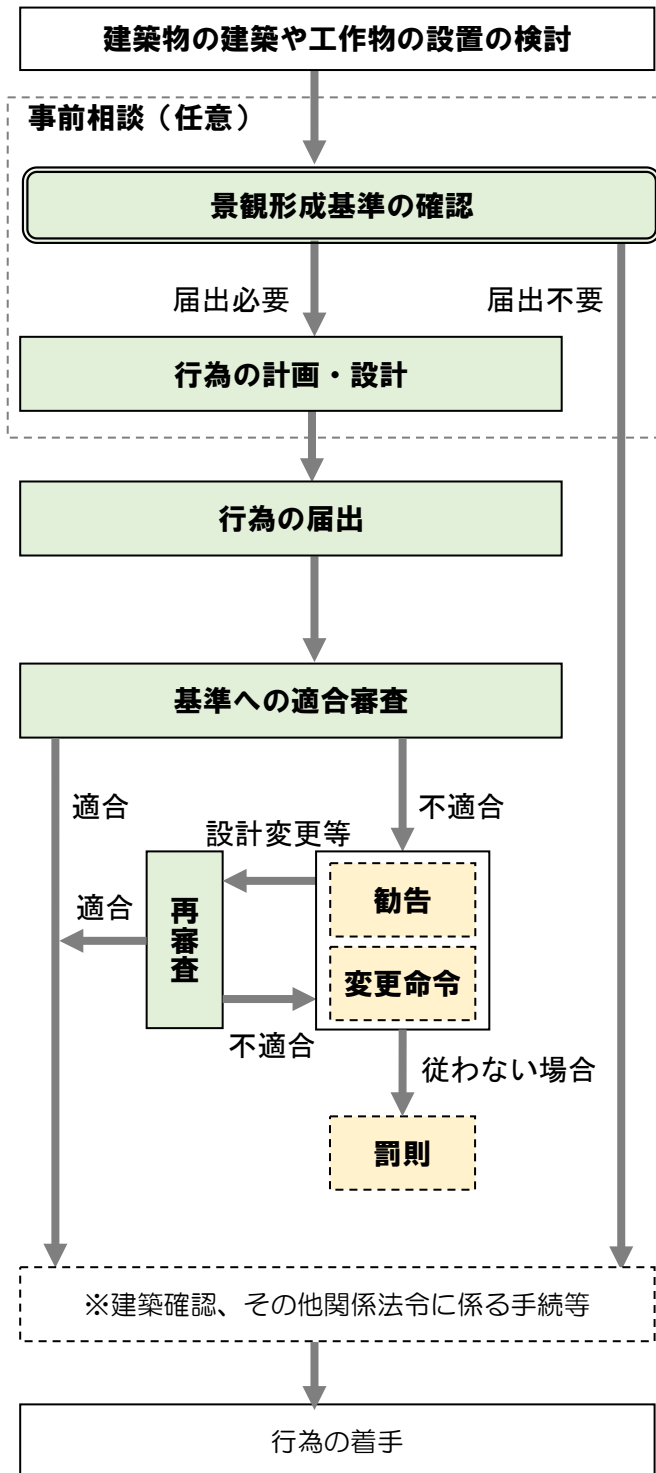 建築物の建築や工作物の設置の検討
事前相談（任意）
景観形成基準の確認
届出必要
届出不要
行為の計画・設計
行為の届出
基準への適合審査
適合
不適合
設計変更等
勧告
適合
再審査
変更命令
不適合
従わない場合
罰則
※建築確認、その他関係法令に係る手続等
行為の着手